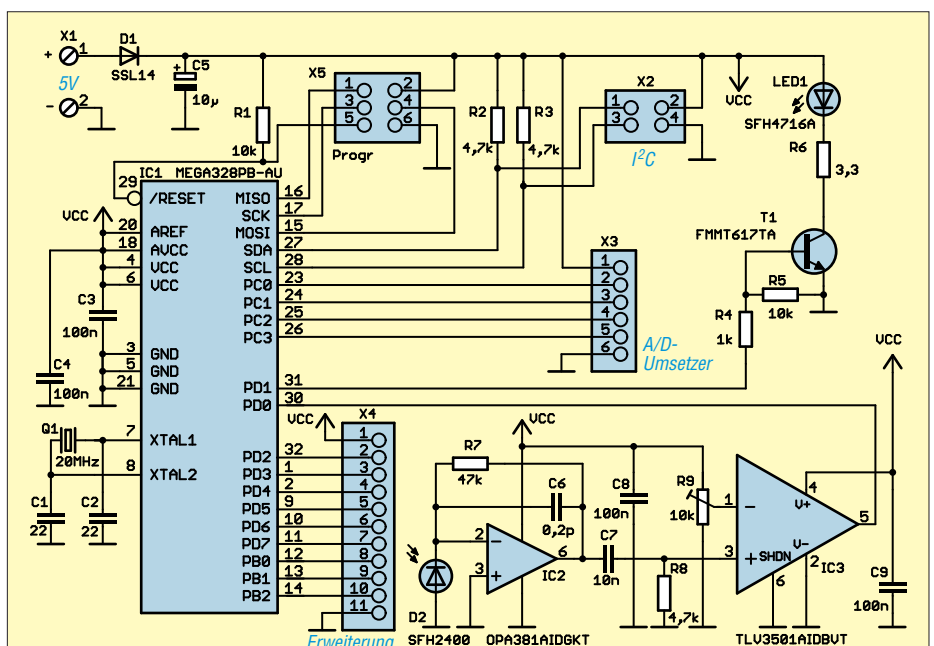 X1
+ 1
5V
- 2
D1
SSL14
C5
+
10µ
R1
10k
X5
1 2
3 4
5 6
Progr
R2
4,7k
R3
4,7k
X2
1 2
3 4
I²C
VCC
LED1
SFH4716A
R6
3,3
T1
FMMT617TA
R5
10k
R4
1k
IC1 MEGA328PB-AU
29 /RESET
VCC
20 AREF
18 AVCC
4 VCC
6 VCC
3 GND
5 GND
21 GND
7 XTAL1
8 XTAL2
MISO 16
SCK 17
MOSI 15
SDA 27
SCL 28
PC0 23
PC1 24
PC2 25
PC3 26
PD1 31
PD0 30
PD2 32
PD3 1
PD4 2
PD5 9
PD6 10
PD7 11
PB0 12
PB1 13
PB2 14
C3
100n
C4
100n
Q1
20MHz
C1
22
C2
22
X3
1
2
3
4
5
6
A/D-
Umsetzer
VCC
X4
1
2
3
4
5
6
7
8
9
10
11
Erweiterung
VCC
R7
47k
C6
0,2p
2 -
3 +
6
IC2
OPA381AIDGKT
D2
SFH2400
C7
10n
C8
100n
R8
4,7k
R9
10k
1 -
3 +
SHDN
V+
V-
4
5
2
6
IC3
TLV3501AIDBVT
VCC
C9
100n